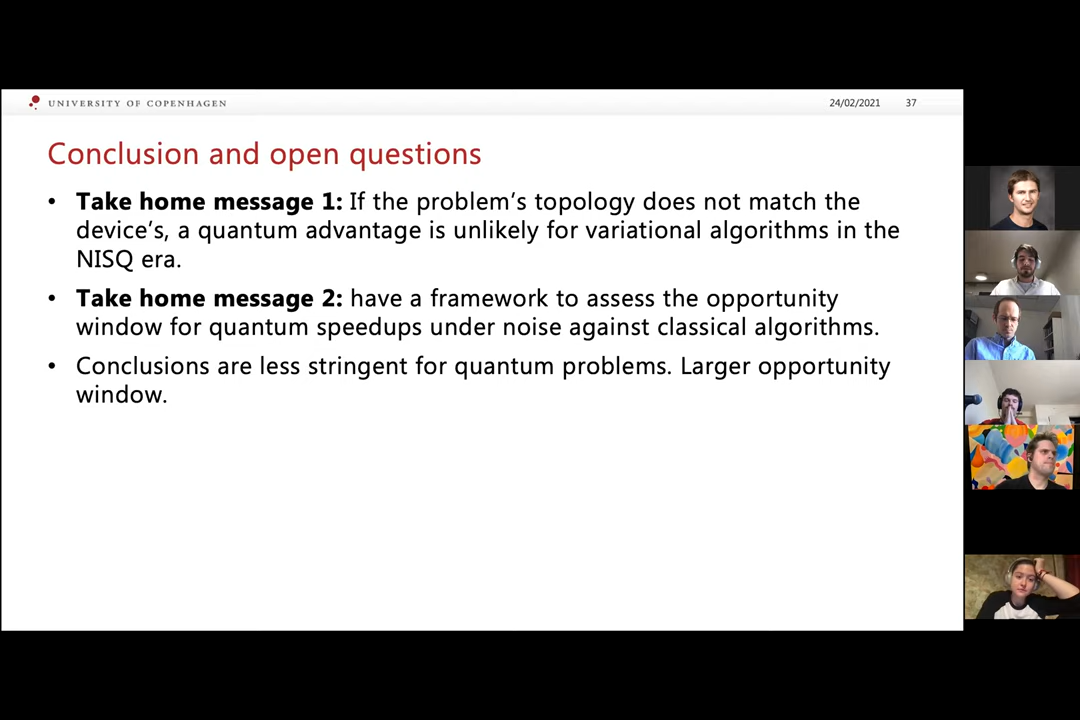 UNIVERSITY OF COPENHAGEN
24/02/2021 37
Conclusion and open questions
• Take home message 1: If the problem's topology does not match the
device's, a quantum advantage is unlikely for variational algorithms in the
NISQ era.
• Take home message 2: have a framework to assess the opportunity
window for quantum speedups under noise against classical algorithms.
• Conclusions are less stringent for quantum problems. Larger opportunity
window.